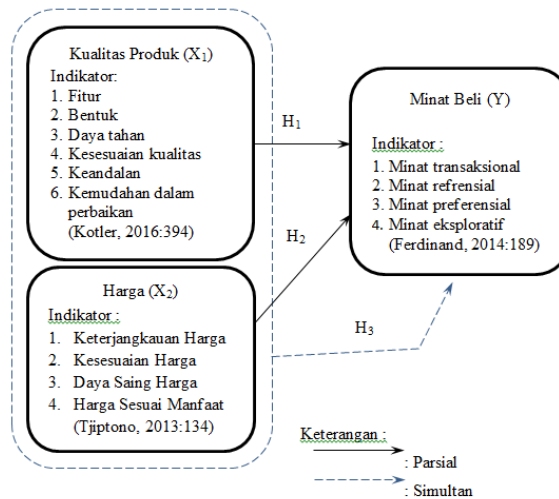 Kualitas Produk (X₁)
Indikator:
1. Fitur
2. Bentuk
3. Daya tahan
4. Kesesuaian kualitas
5. Keandalan
6. Kemudahan dalam
perbaikan
(Kotler, 2016:394)
Harga (X₂)
Indikator :
1. Keterjangkauan Harga
2. Kesesuaian Harga
3. Daya Saing Harga
4. Harga Sesuai Manfaat
(Tjiptono, 2013:134)
H₁
H₂
H₃
Minat Beli (Y)
Indikator :
1. Minat transaksional
2. Minat refrensial
3. Minat preferensial
4. Minat eksploratif
(Ferdinand, 2014:189)
Keterangan :
: Parsial
: Simultan